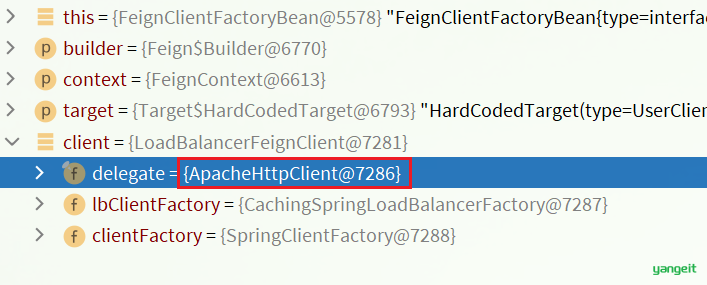 this = {FeignClientFactoryBean@5578} "FeignClientFactoryBean{type=interfac
p builder = {Feign$Builder@6770}
p context = {FeignContext@6613}
p target = {Target$HardCodedTarget@6793} "HardCodedTarget(type=UserClien
client = {LoadBalancerFeignClient@7281}
f delegate = {ApacheHttpClient@7286}
f lbClientFactory = {CachingSpringLoadBalancerFactory@7287}
f clientFactory = {SpringClientFactory@7288}
yangeit